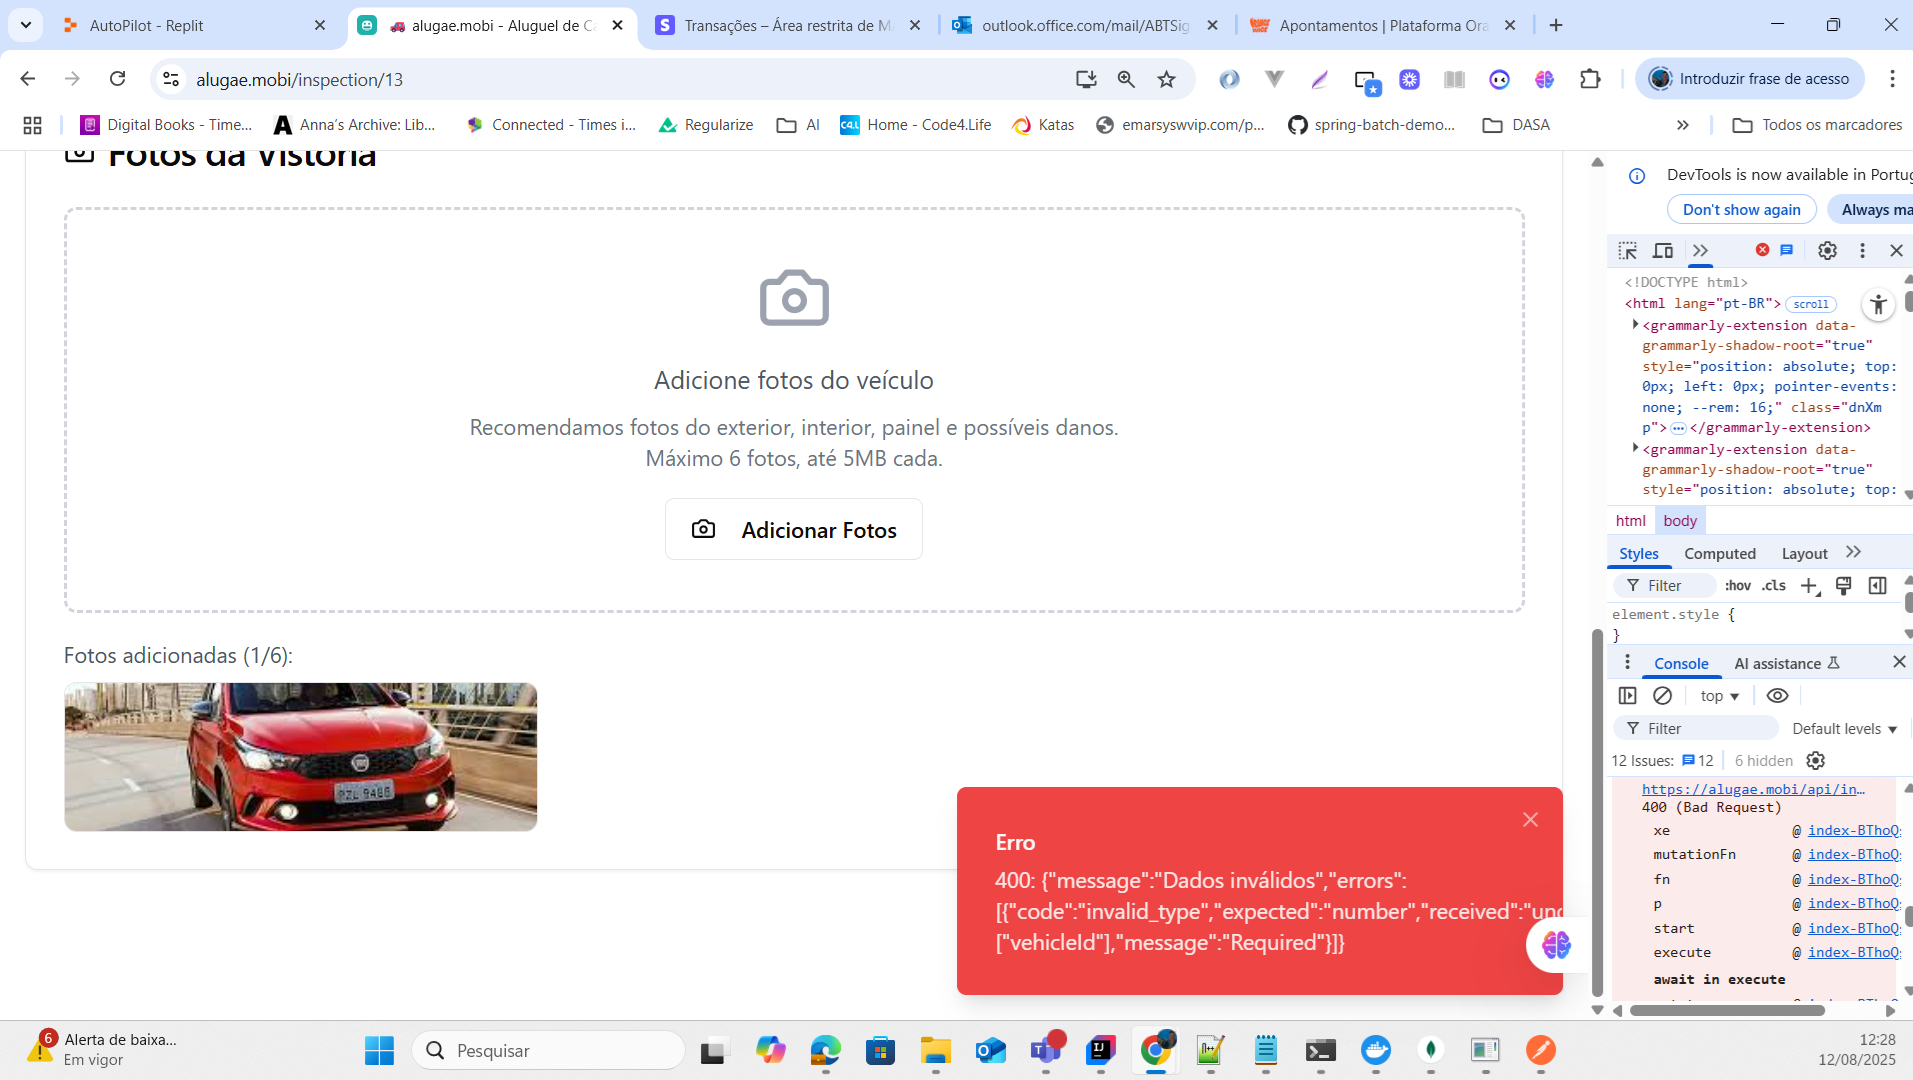 AutoPilot - Replit
alugae.mobi - Aluguel de Ca
Transações – Área restrita de M
outlook.office.com/mail/ABTSig
Apontamentos | Plataforma Ora
alugae.mobi/inspection/13
Introduzir frase de acesso
Digital Books - Time...
Anna's Archive: Lib...
Connected - Times i...
Regularize
AI
Home - Code4.Life
Katas
emarsyswvip.com/p...
spring-batch-demo...
DASA
Todos os marcadores
Fotos da Vistoria
Adicione fotos do veículo
Recomendamos fotos do exterior, interior, painel e possíveis danos.
Máximo 6 fotos, até 5MB cada.
Adicionar Fotos
Fotos adicionadas (1/6):
Erro
400: {"message":"Dados inválidos","errors":
[{"code":"invalid_type","expected":"number","received":"und
["vehicleId"],"message":"Required"}]}
DevTools is now available in Portug
Don't show again
Always ma
<!DOCTYPE html>
<html lang="pt-BR"> scroll
<grammarly-extension data-
grammarly-shadow-root="true"
style="position: absolute; top:
0px; left: 0px; pointer-events:
none; --rem: 16;" class="dnXm
p"> </grammarly-extension>
<grammarly-extension data-
grammarly-shadow-root="true"
style="position: absolute; top:
html body
Styles Computed Layout
Filter :hov .cls
element.style {
}
Console AI assistance
top
Filter Default levels
12 Issues: 12 6 hidden
https://alugae.mobi/api/in…
400 (Bad Request)
xe @ index-BThoQ
mutationFn @ index-BThoQ
fn @ index-BThoQ
p @ index-BThoQ
start @ index-BThoQ
execute @ index-BThoQ
await in execute
6
Alerta de baixa...
Em vigor
Pesquisar
12:28
12/08/2025